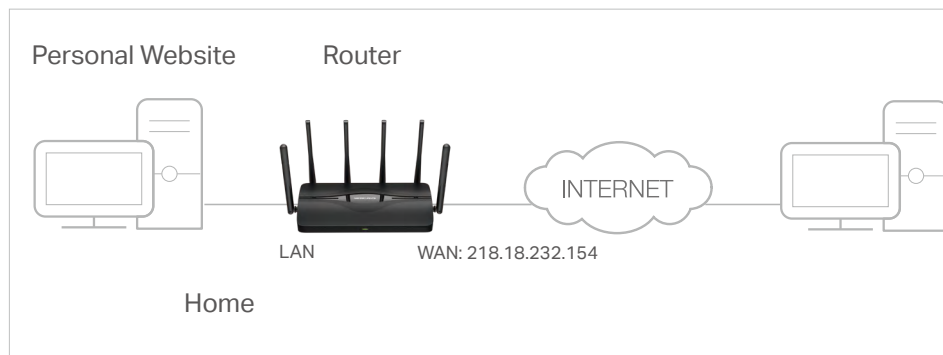 Personal Website
Router
INTERNET
LAN
WAN: 218.18.232.154
Home